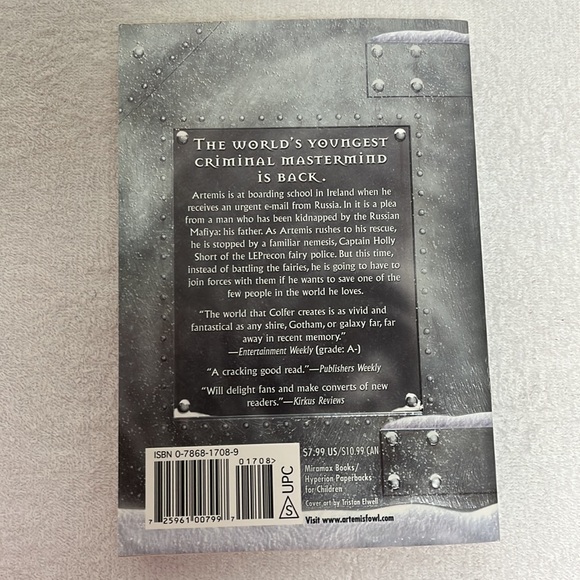 THE WORLD'S YOUNGEST
CRIMINAL MASTERMIND
IS BACK.
Artemis is at boarding school in Ireland when he
receives an urgent e-mail from Russia. In it is a plea
from a man who has been kidnapped by the Russian
Mafiya: his father. As Artemis rushes to his rescue,
he is stopped by a familiar nemesis, Captain Holly
Short of the LEPrecon fairy police. But this time,
instead of battling the fairies, he is going to have to
join forces with them if he wants to save one of the
few people in the world he loves.
"The world that Colfer creates is as vivid and
fantastical as any shire, Gotham, or galaxy far, far
away in recent memory."
—Entertainment Weekly (grade: A-)
"A cracking good read."—Publishers Weekly
"Will delight fans and make converts of new
readers."—Kirkus Reviews
ISBN 0-7868-1708-9
01708>
7 25961 00799 7
S UPC
$7.99 US/$10.99 CAN
Miramax Books/
Hyperion Paperbacks
for Children
Cover art by Tristan Elwell
Visit www.artemisfowl.com